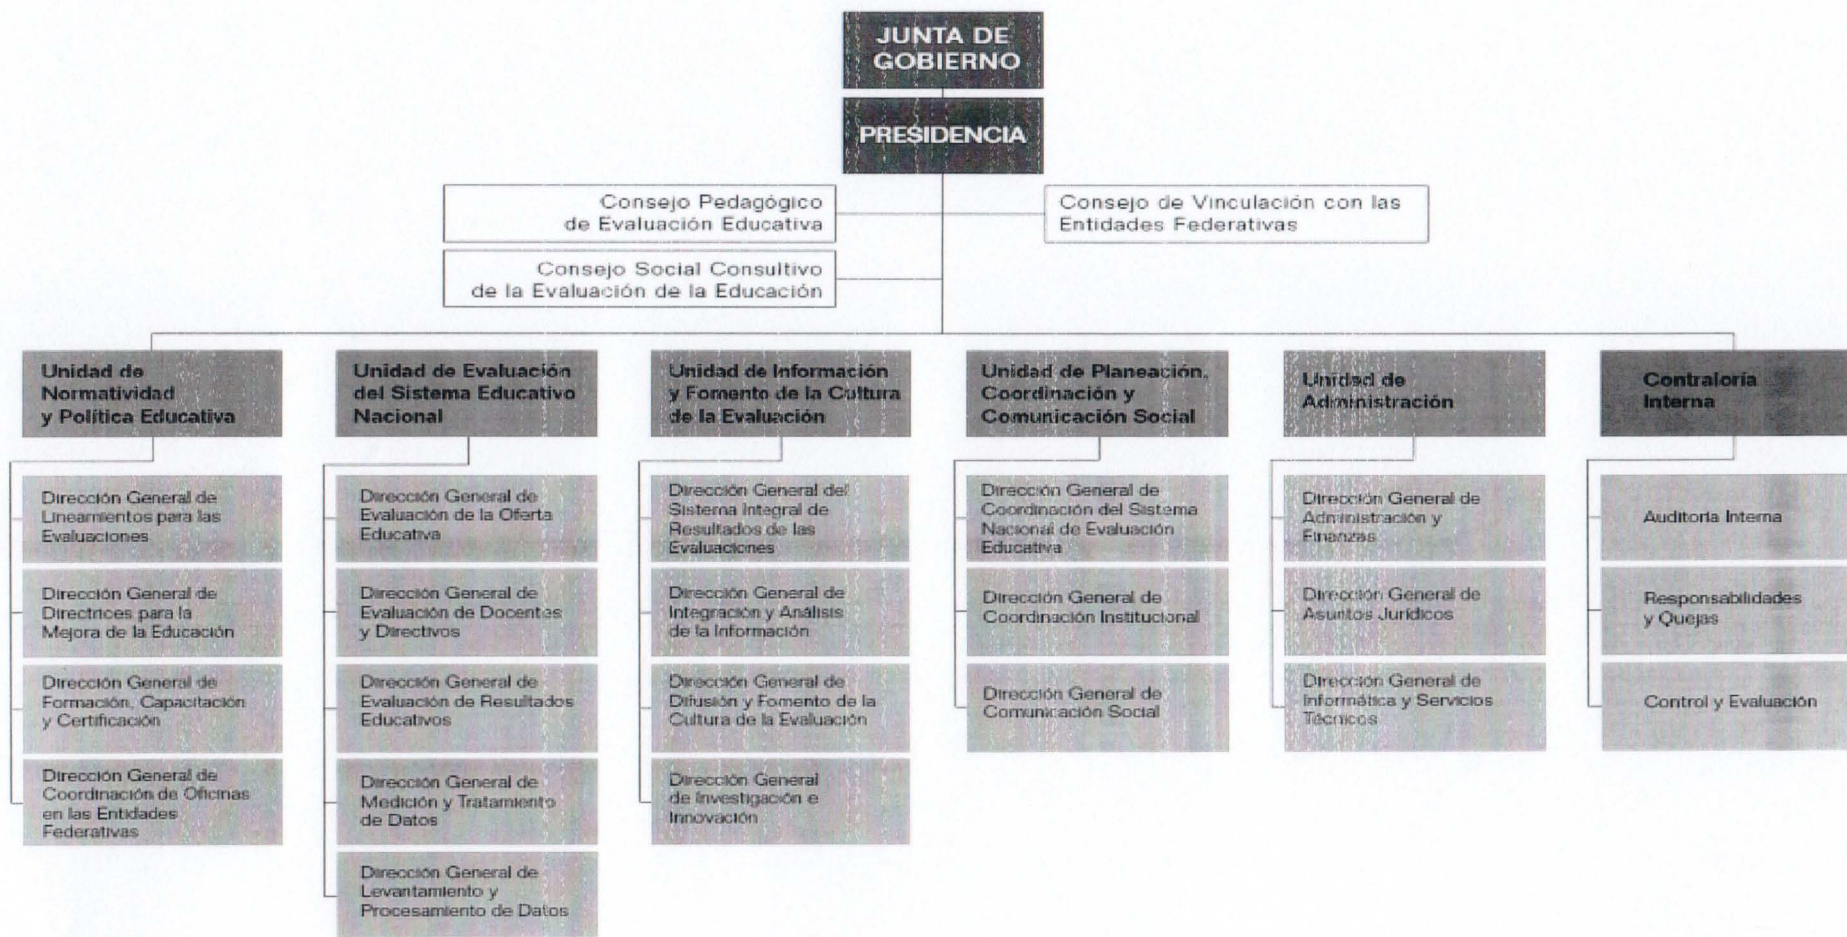 JUNTA DE
GOBIERNO
PRESIDENCIA
Consejo Pedagógico
de Evaluación Educativa
Consejo de Vinculación con las
Entidades Federativas
Consejo Social Consultivo
de la Evaluación de la Educación
Unidad de
Normatividad
y Política Educativa
Dirección General de
Lineamientos para las
Evaluaciones
Dirección General de
Directrices para la
Mejora de la Educación
Dirección General de
Formación, Capacitación
y Certificación
Dirección General de
Coordinación de Oficinas
en las Entidades
Federativas
Unidad de Evaluación
del Sistema Educativo
Nacional
Dirección General de
Evaluación de la Oferta
Educativa
Dirección General de
Evaluación de Docentes
y Directivos
Dirección General de
Evaluación de Resultados
Educativos
Dirección General de
Medición y Tratamiento
de Datos
Dirección General de
Levantamiento y
Procesamiento de Datos
Unidad de Información
y Fomento de la Cultura
de la Evaluación
Dirección General del
Sistema Integral de
Resultados de las
Evaluaciones
Dirección General de
Integración y Análisis
de la Información
Dirección General de
Difusión y Fomento de la
Cultura de la Evaluación
Dirección General
de Investigación e
Innovación
Unidad de Planeación,
Coordinación y
Comunicación Social
Dirección General de
Coordinación del Sistema
Nacional de Evaluación
Educativa
Dirección General de
Coordinación Institucional
Dirección General de
Comunicación Social
Unidad de
Administración
Dirección General de
Administración y
Finanzas
Dirección General de
Asuntos Jurídicos
Dirección General de
Informática y Servicios
Técnicos
Contraloría
Interna
Auditoría Interna
Responsabilidades
y Quejas
Control y Evaluación